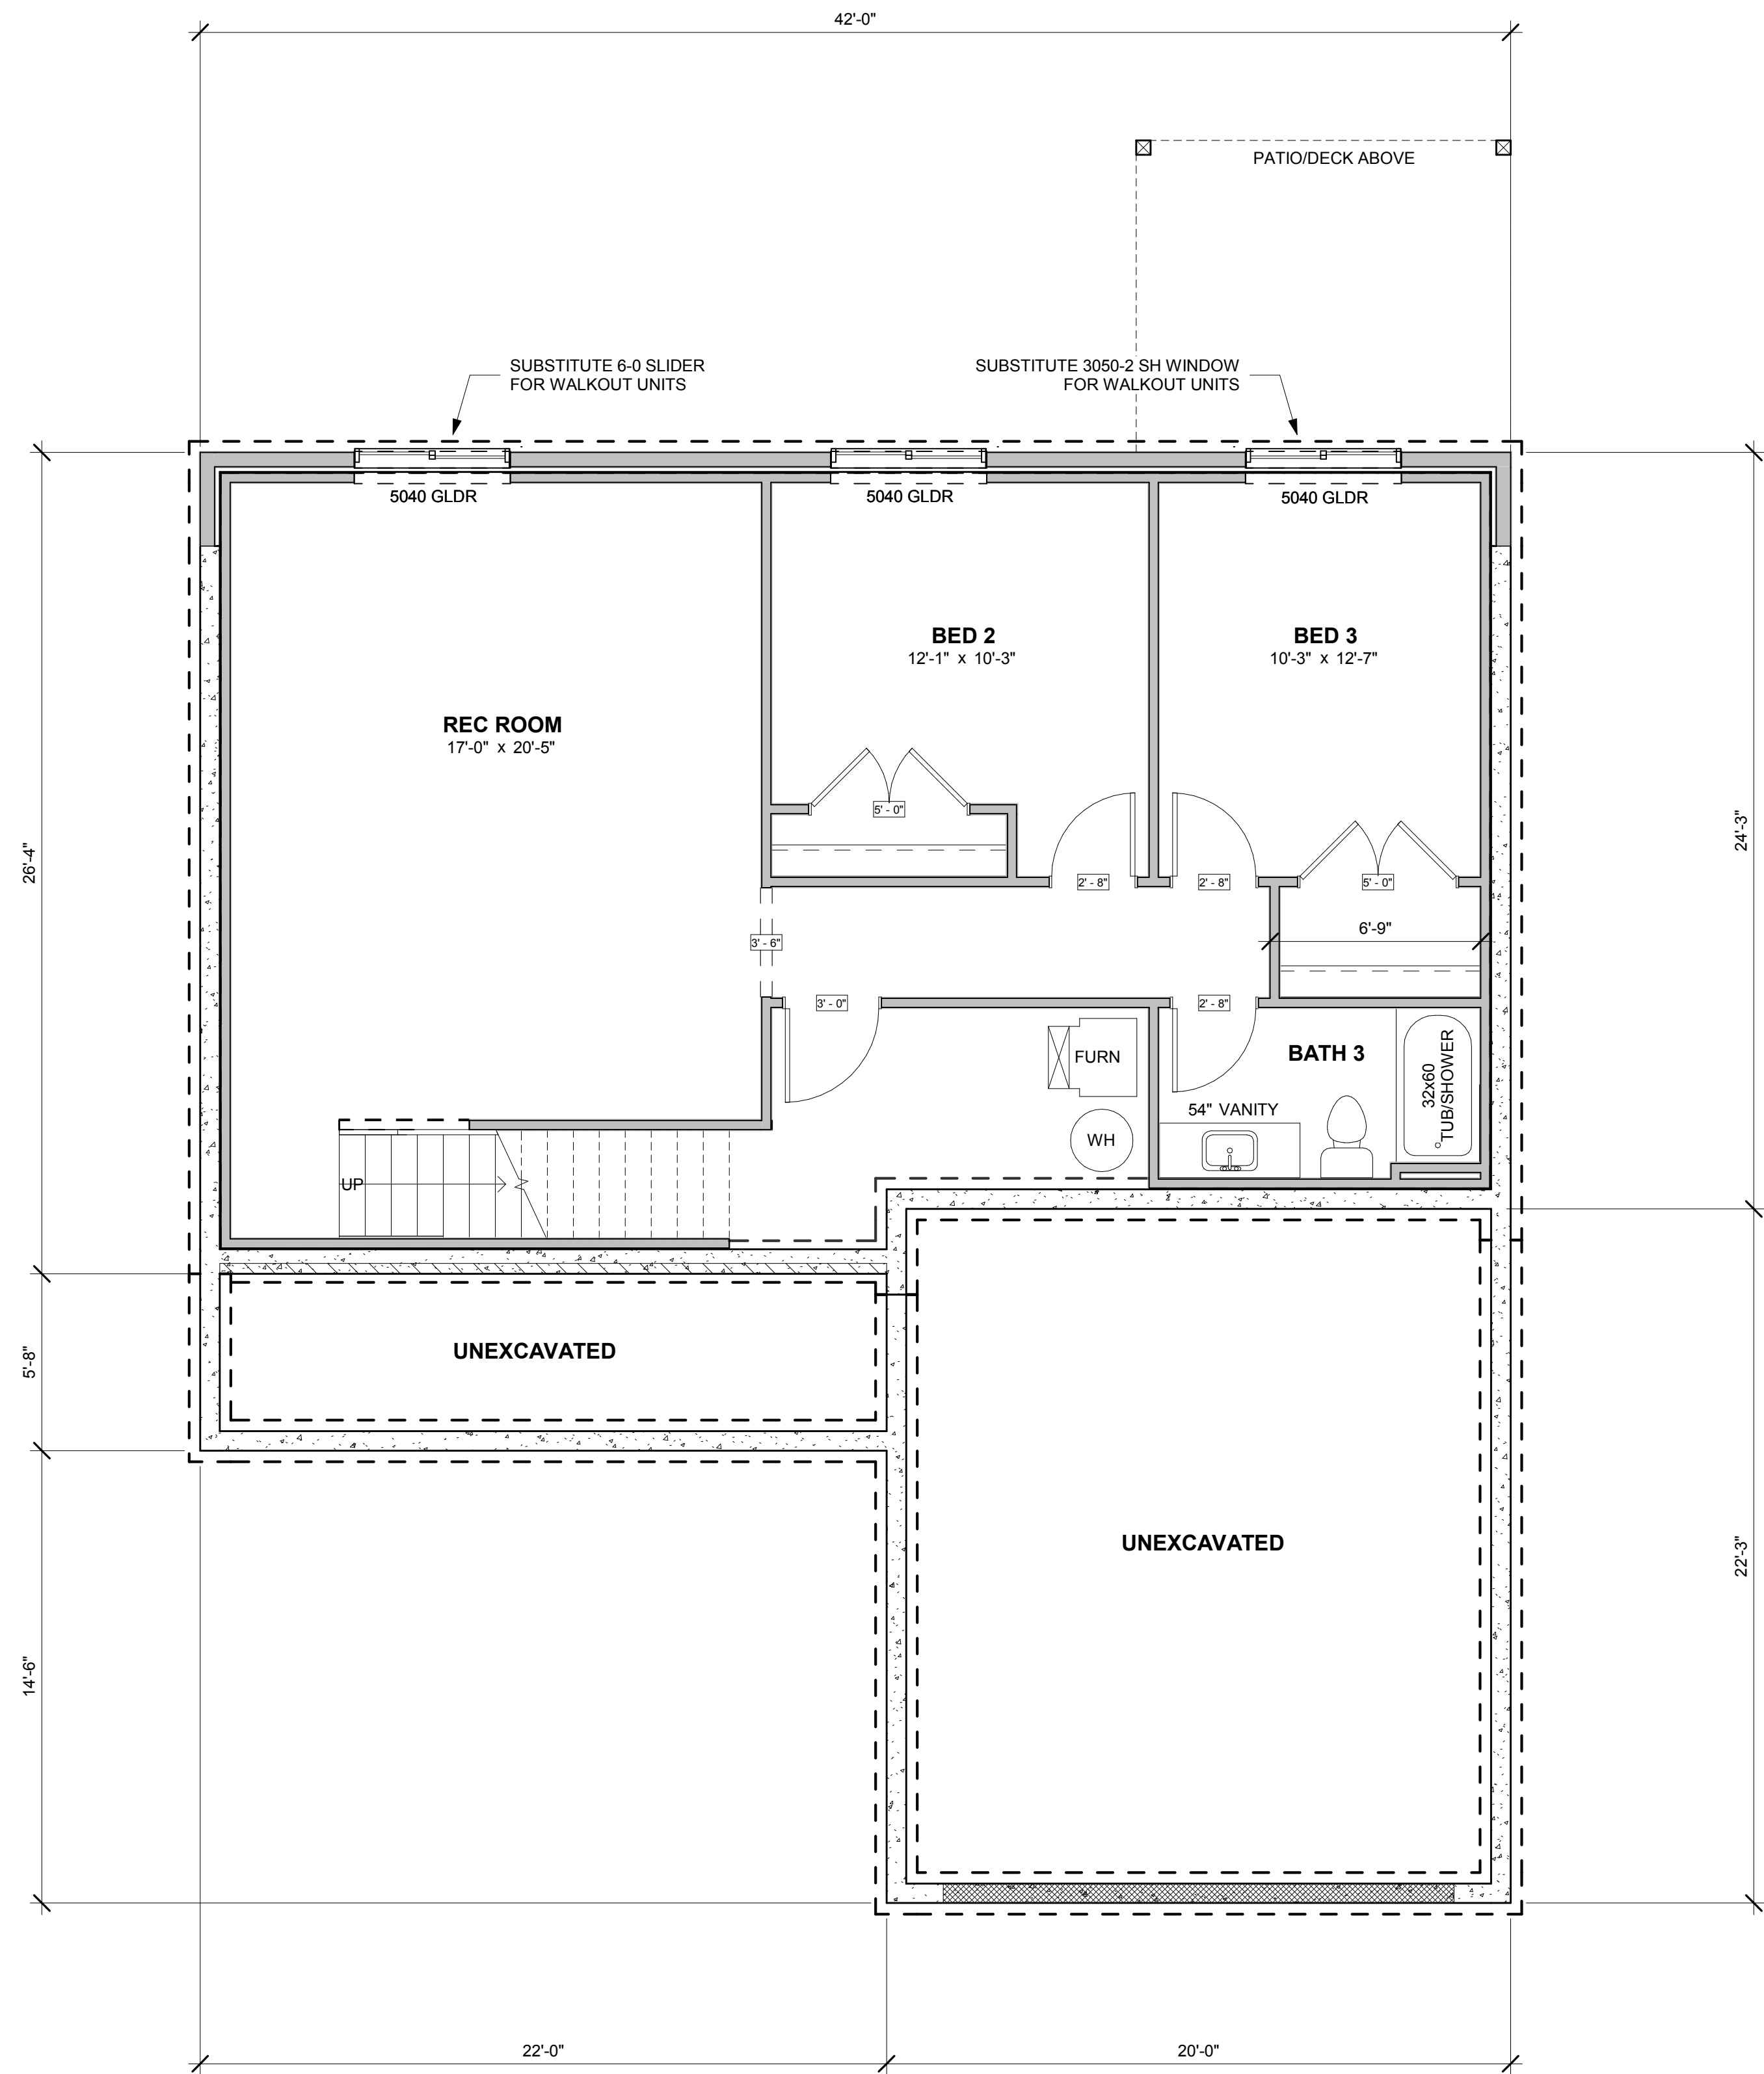 42'-0"
PATIO/DECK ABOVE
SUBSTITUTE 6-0 SLIDER
FOR WALKOUT UNITS
SUBSTITUTE 3050-2 SH WINDOW
FOR WALKOUT UNITS
5040 GLDR
5040 GLDR
5040 GLDR
BED 2
12'-1" x 10'-3"
BED 3
10'-3" x 12'-7"
REC ROOM
17'-0" x 20'-5"
26'-4"
24'-3"
5' - 0"
2' - 8"
2' - 8"
5' - 0"
6'-9"
3' - 6"
3' - 0"
2' - 8"
FURN
BATH 3
32x60
TUB/SHOWER
54" VANITY
WH
UP
5'-8"
UNEXCAVATED
UNEXCAVATED
22'-3"
14'-6"
22'-0"
20'-0"